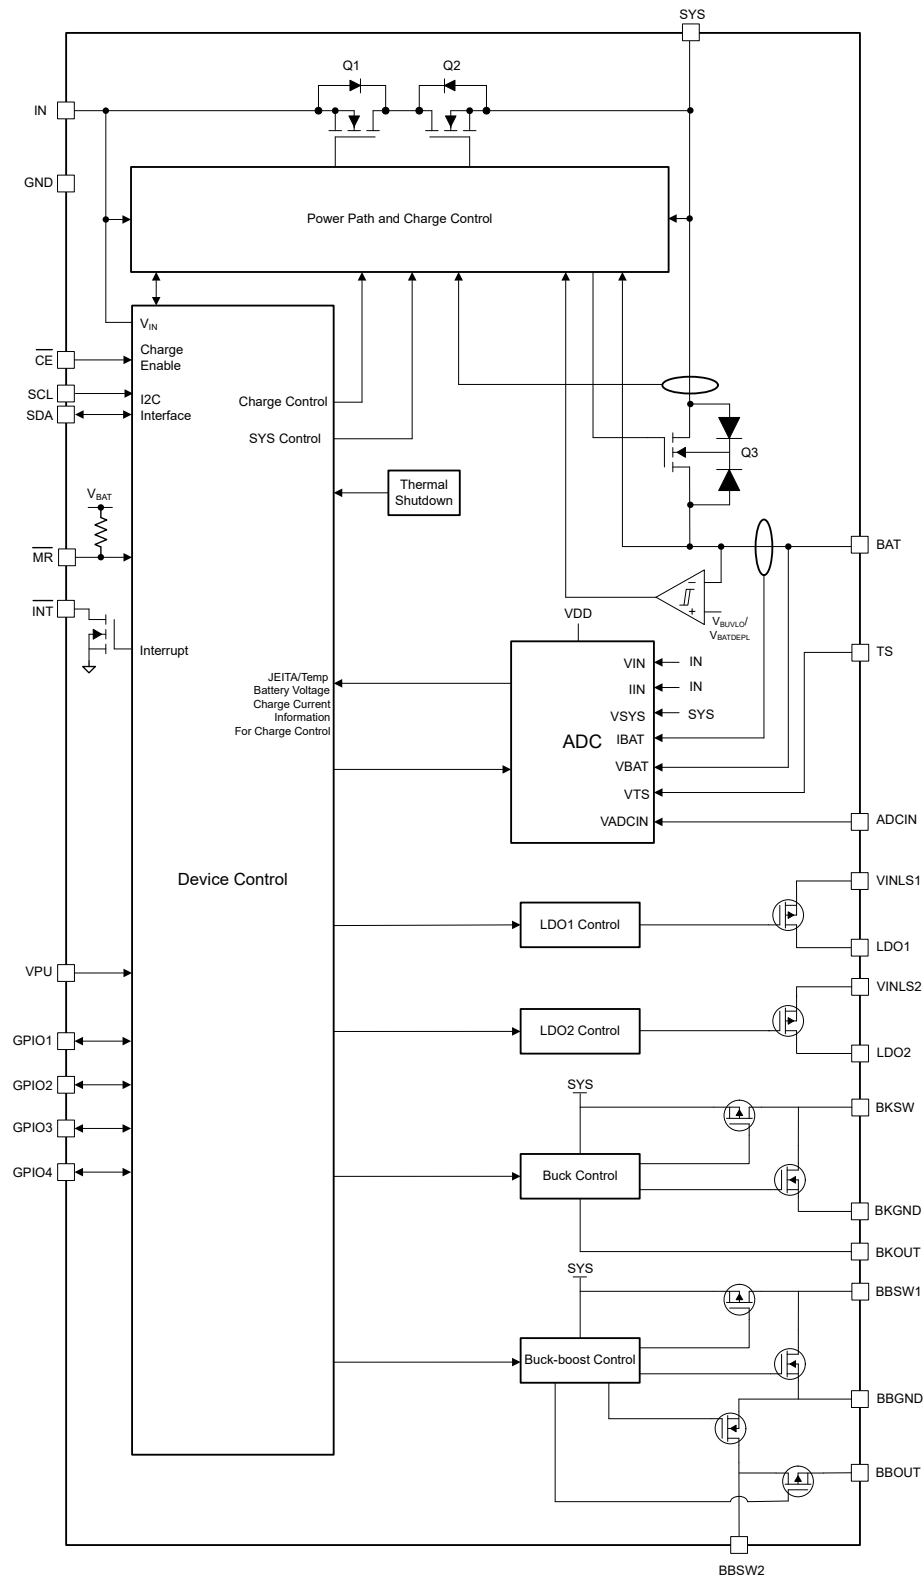 SYS
Q1 Q2
IN
GND
Power Path and Charge Control
VIN
CE
Charge
Enable
SCL
I2C
SDA
Interface
Charge Control
SYS Control
Q3
Thermal
Shutdown
VBAT
MR
BAT
INT
VBUVLO/
VBATDEPL
VDD
Interrupt
TS
JEITA/Temp
Battery Voltage
Charge Current
Information
For Charge Control
VIN IN
IIN IN
VSYS SYS
ADC
IBAT
VBAT
VTS
VADCIN
ADCIN
Device Control
VINLS1
LDO1 Control
LDO1
VPU
VINLS2
LDO2 Control
GPIO1
LDO2
GPIO2
SYS
BKSW
GPIO3
GPIO4
Buck Control
BKGND
BKOUT
SYS
BBSW1
Buck-boost Control
BBGND
BBOUT
BBSW2
- +